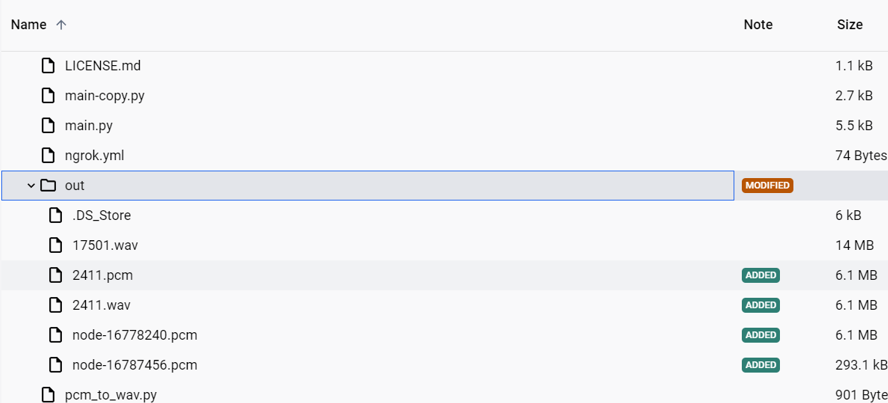 Name ↑ Note Size
LICENSE.md 1.1 kB
main-copy.py 2.7 kB
main.py 5.5 kB
ngrok.yml 74 Bytes
out MODIFIED
.DS_Store 6 kB
17501.wav 14 MB
2411.pcm ADDED 6.1 MB
2411.wav ADDED 6.1 MB
node-16778240.pcm ADDED 6.1 MB
node-16787456.pcm ADDED 293.1 kB
pcm_to_wav.py 901 Byte